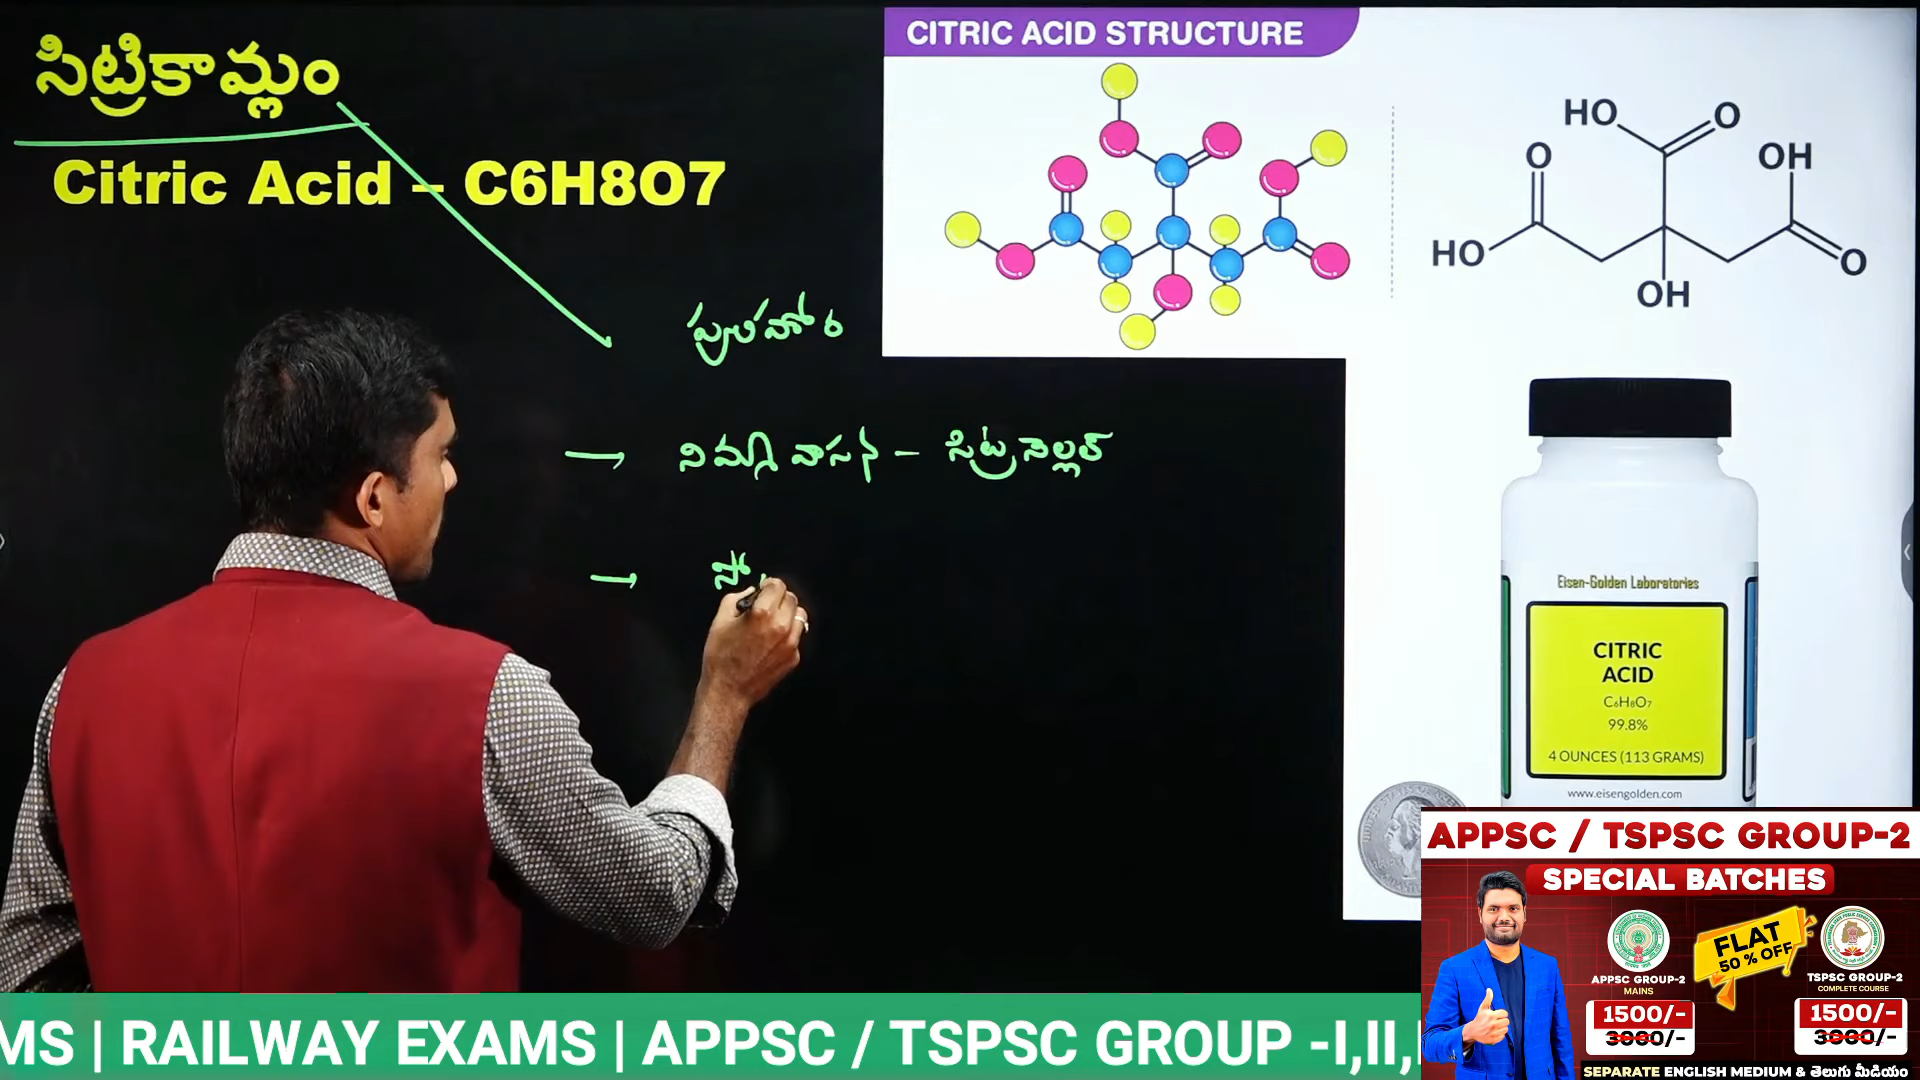 సిట్రికామ్లం
Citric Acid – C6H8O7
పులిహోర
→ నిమ్మ వాసన – సిట్రనెల్లల్
→
CITRIC ACID STRUCTURE
HO O
O OH
HO O
OH
Eisen-Golden Laboratories
CITRIC
ACID
C₆H₈O₇
99.8%
4 OUNCES (113 GRAMS)
www.eisengolden.com
APPSC / TSPSC GROUP-2
SPECIAL BATCHES
FLAT
50 % OFF
APPSC GROUP-2
MAINS
1500/-
3000/-
TSPSC GROUP-2
COMPLETE COURSE
1500/-
3000/-
SEPARATE ENGLISH MEDIUM & తెలుగు మీడియం
MS | RAILWAY EXAMS | APPSC / TSPSC GROUP -I,II,